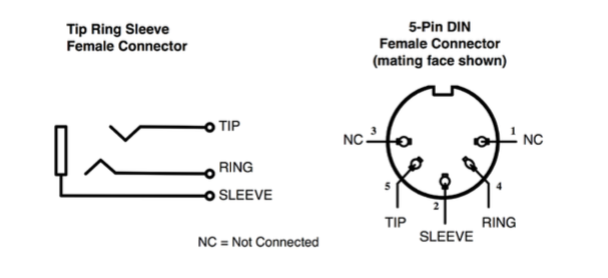 Tip Ring Sleeve
Female Connector
5-Pin DIN
Female Connector
(mating face shown)
TIP
RING
SLEEVE
NC 3
1 NC
5
4
2
TIP
RING
SLEEVE
NC = Not Connected